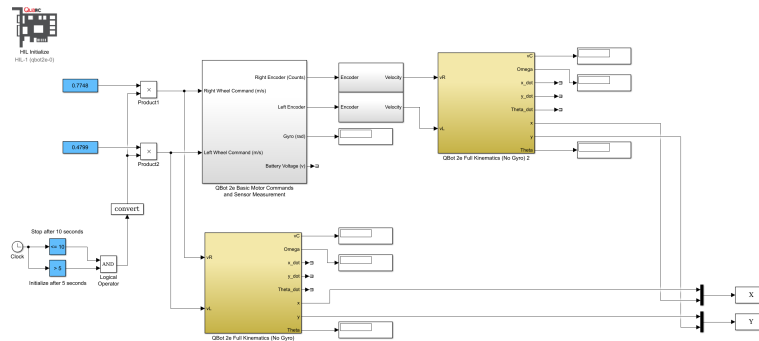 Quanser
HIL Initialize
HIL-1 (qbot2e-0)
0.7748
×
Product1
0.4799
×
Product2
convert
Stop after 10 seconds
Clock
<= 10
> 5
AND
Logical
Operator
Initialize after 5 seconds
Right Wheel Command (m/s)
Left Wheel Command (m/s)
Right Encoder (Counts)
Left Encoder
Gyro (rad)
Battery Voltage (v)
QBot 2e Basic Motor Commands
and Sensor Measurement
Encoder Velocity
Encoder Velocity
vR
vL
vC
Omega
x_dot
y_dot
Theta_dot
x
y
Theta
QBot 2e Full Kinematics (No Gyro) 2
vR
vL
vC
Omega
x_dot
y_dot
Theta_dot
x
y
Theta
QBot 2e Full Kinematics (No Gyro)
X
Y